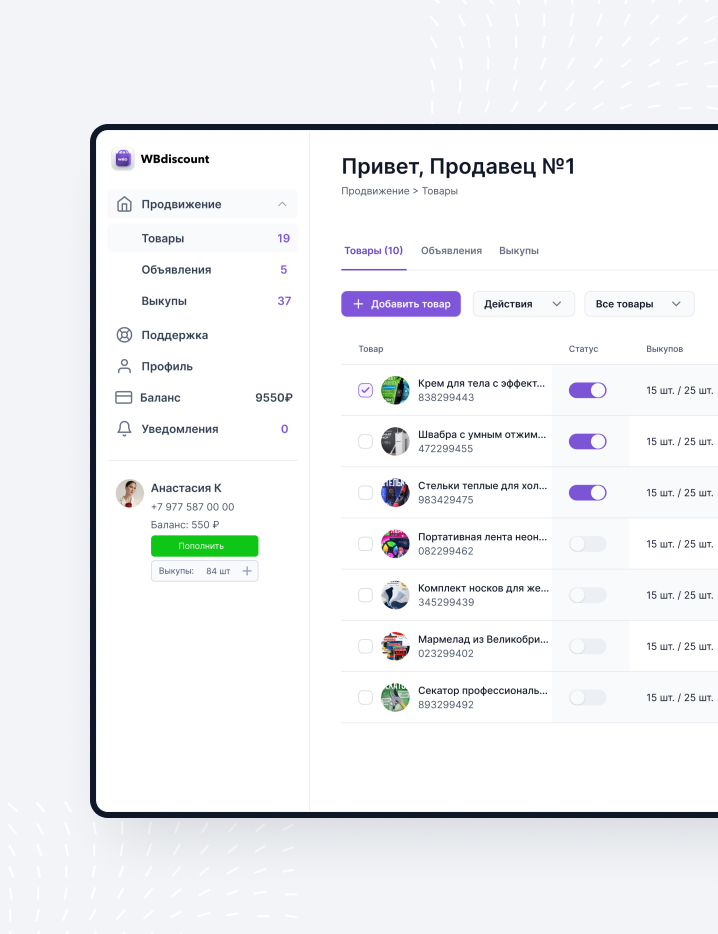 WBdiscount
Продвижение
Товары 19
Объявления 5
Выкупы 37
Поддержка
Профиль
Баланс 9550₽
Уведомления 0
Анастасия К
+7 977 587 00 00
Баланс: 550 ₽
Пополнить
Выкупы: 84 шт +
Привет, Продавец №1
Продвижение > Товары
Товары (10) Объявления Выкупы
+ Добавить товар Действия Все товары
Товар Статус Выкупов
Крем для тела с эффект...
838299443
15 шт. / 25 шт.
Швабра с умным отжим...
472299455
15 шт. / 25 шт.
Стельки теплые для хол...
983429475
15 шт. / 25 шт.
Портативная лента неон...
082299462
15 шт. / 25 шт.
Комплект носков для же...
345299439
15 шт. / 25 шт.
Мармелад из Великобри...
023299402
15 шт. / 25 шт.
Секатор профессиональ...
893299492
15 шт. / 25 шт.